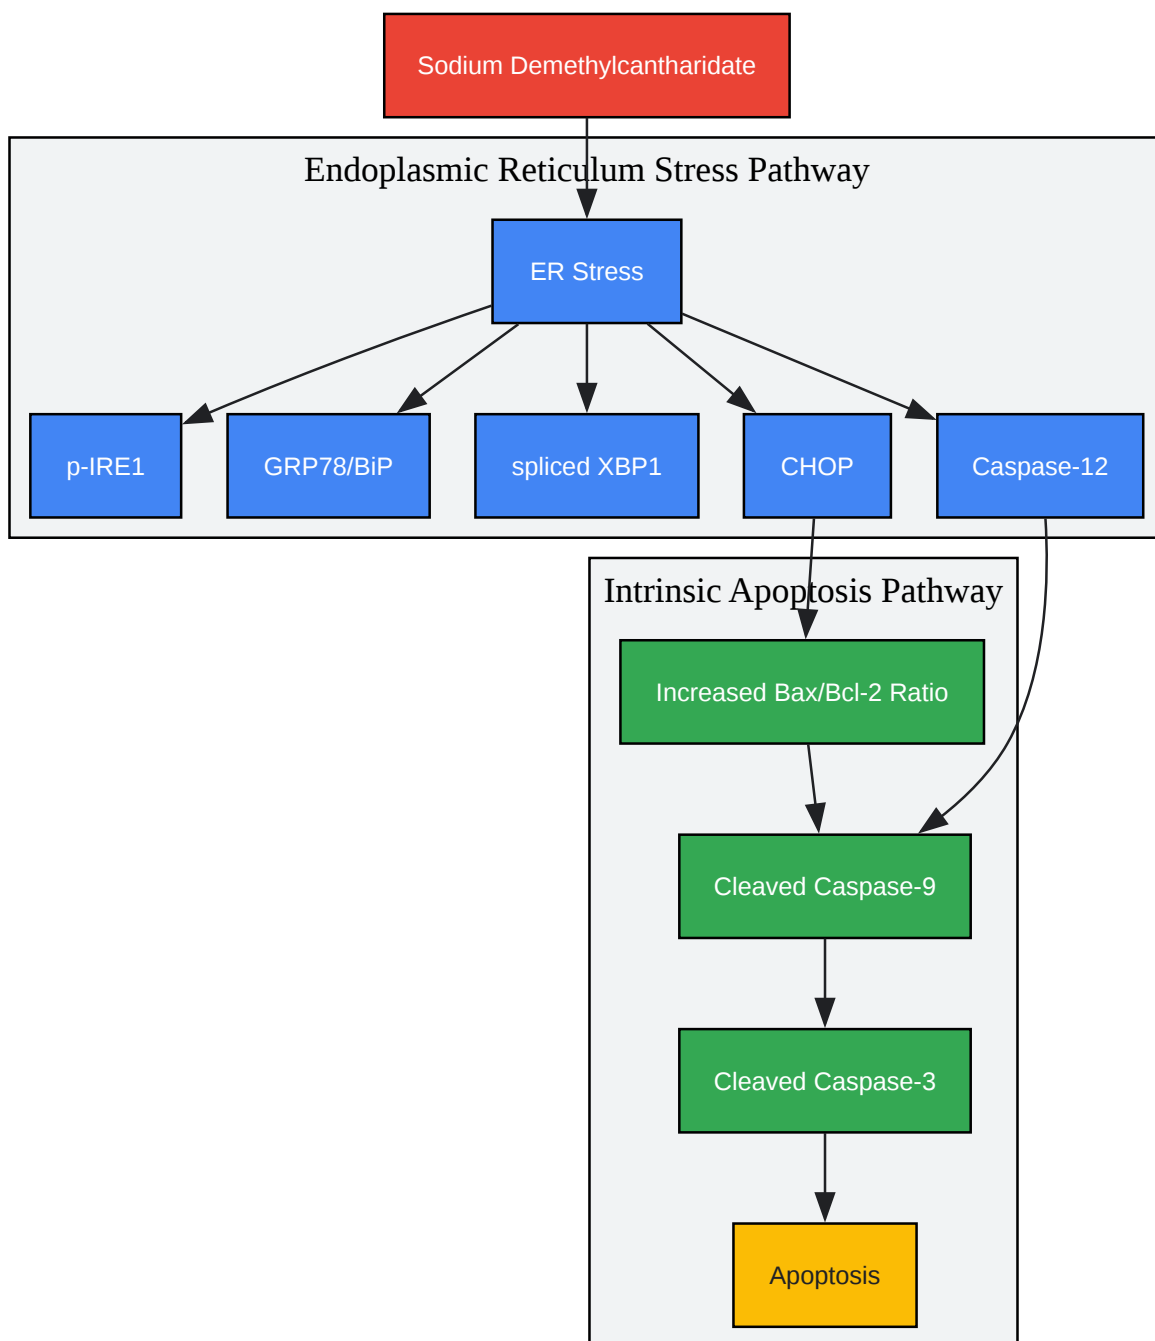 Sodium Demethylcantharidate
Endoplasmic Reticulum Stress Pathway
ER Stress
p-IRE1
GRP78/BiP
spliced XBP1
CHOP
Caspase-12
Intrinsic Apoptosis Pathway
Increased Bax/Bcl-2 Ratio
Cleaved Caspase-9
Cleaved Caspase-3
Apoptosis